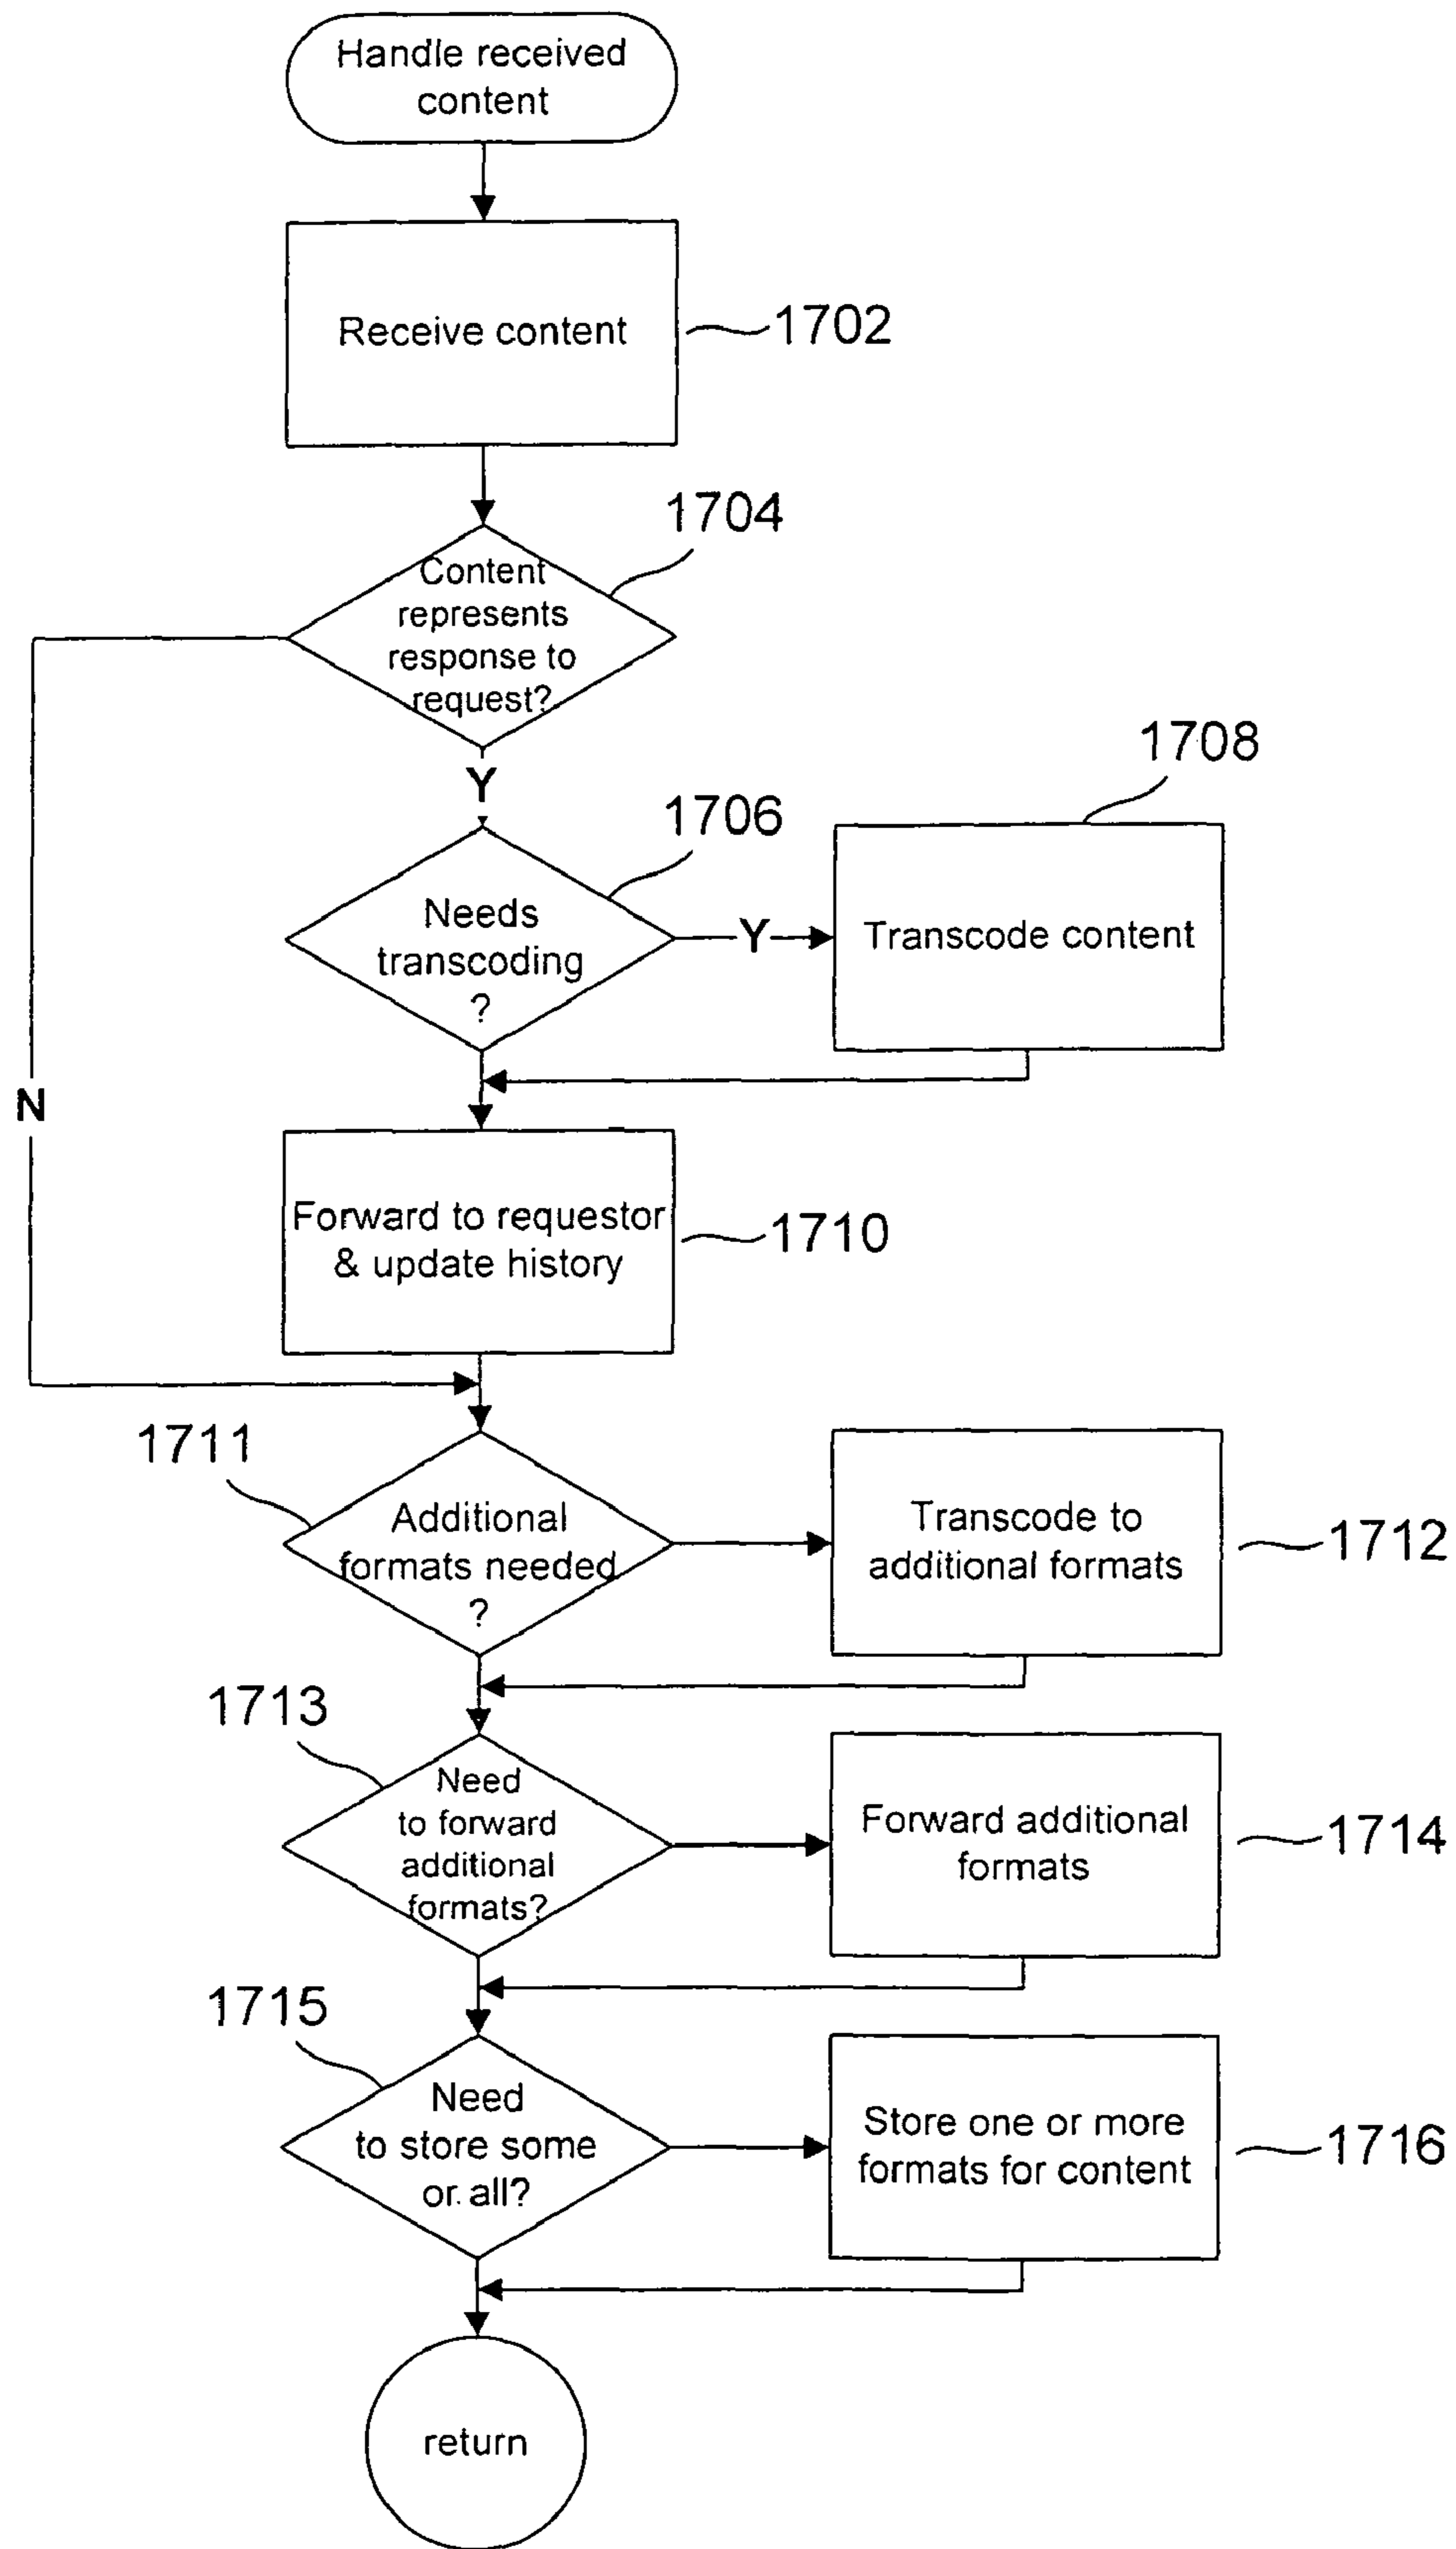 Handle received
content
Receive content
1702
1704
Content
represents
response to
request?
Y
1706
1708
Needs
transcoding
?
Y
Transcode content
N
Forward to requestor
& update history
1710
1711
Additional
formats needed
?
Transcode to
additional formats
1712
1713
Need
to forward
additional
formats?
Forward additional
formats
1714
1715
Need
to store some
or all?
Store one or more
formats for content
1716
return